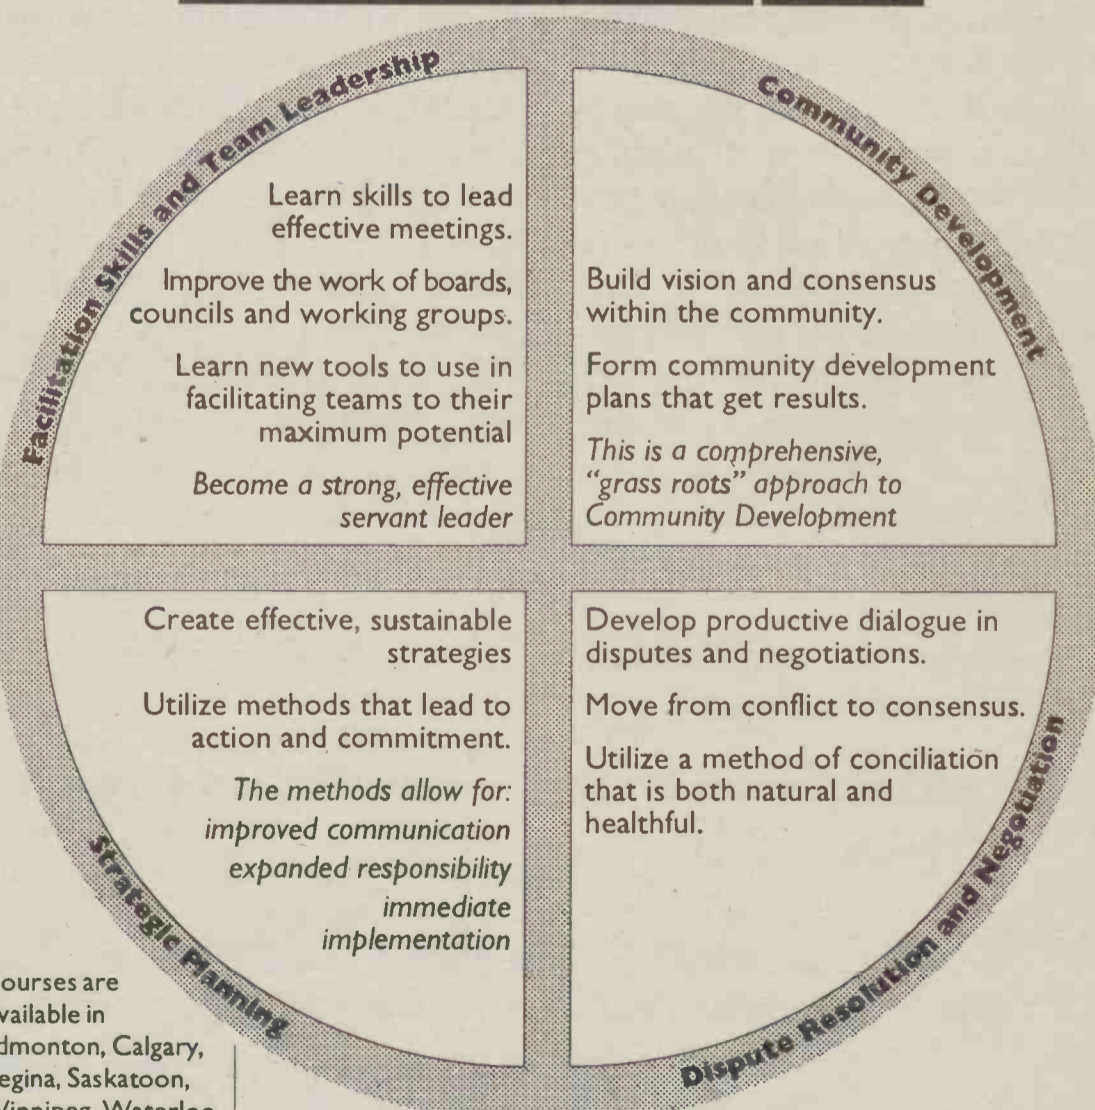 Facilitation Skills and Team Leadership
Learn skills to lead
effective meetings.
Improve the work of boards,
councils and working groups.
Learn new tools to use in
facilitating teams to their
maximum potential
Become a strong, effective
servant leader
Community Development
Build vision and consensus
within the community.
Form community development
plans that get results.
This is a comprehensive,
"grass roots" approach to
Community Development
Strategic Planning
Create effective, sustainable
strategies
Utilize methods that lead to
action and commitment.
The methods allow for:
improved communication
expanded responsibility
immediate
implementation
Dispute Resolution and Negotiation
Develop productive dialogue in
disputes and negotiations.
Move from conflict to consensus.
Utilize a method of conciliation
that is both natural and
healthful.
ourses are
vailable in
dmonton, Calgary,
egina, Saskatoon,
Winnipeg, Waterloo